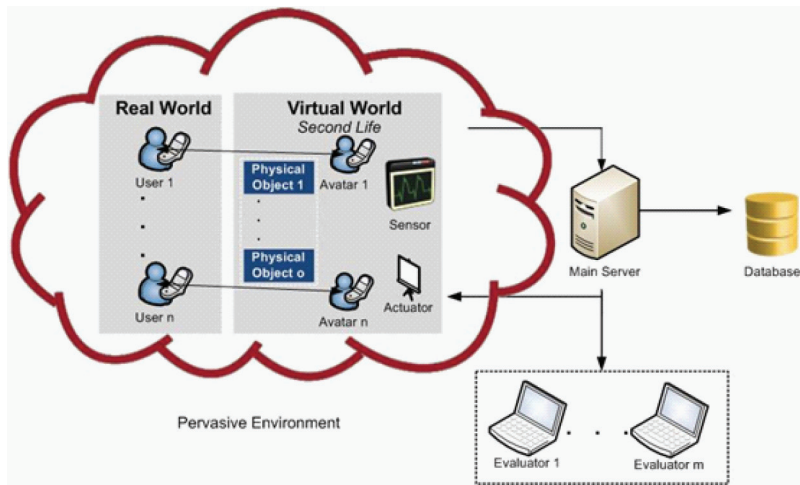 Real World
Virtual World
Second Life
User 1
Physical
Object 1
Avatar 1
Sensor
Physical
Object o
User n
Avatar n
Actuator
Main Server
Database
Pervasive Environment
Evaluator 1
Evaluator m